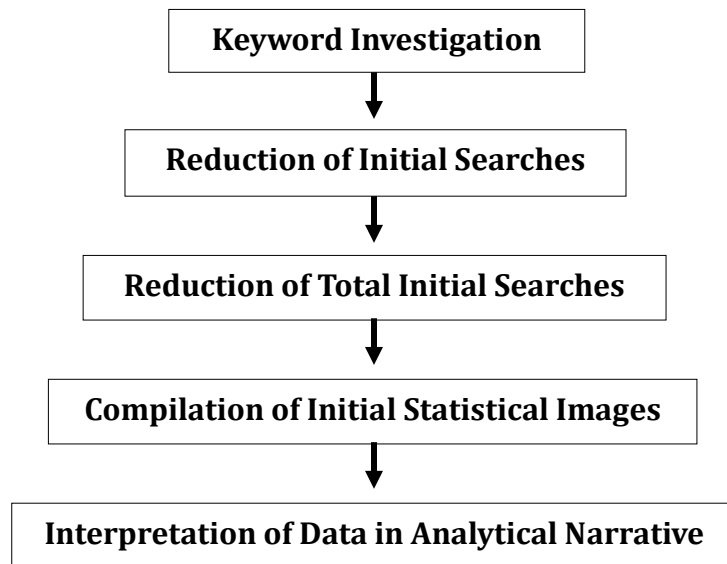 Keyword Investigation
Reduction of Initial Searches
Reduction of Total Initial Searches
Compilation of Initial Statistical Images
Interpretation of Data in Analytical Narrative